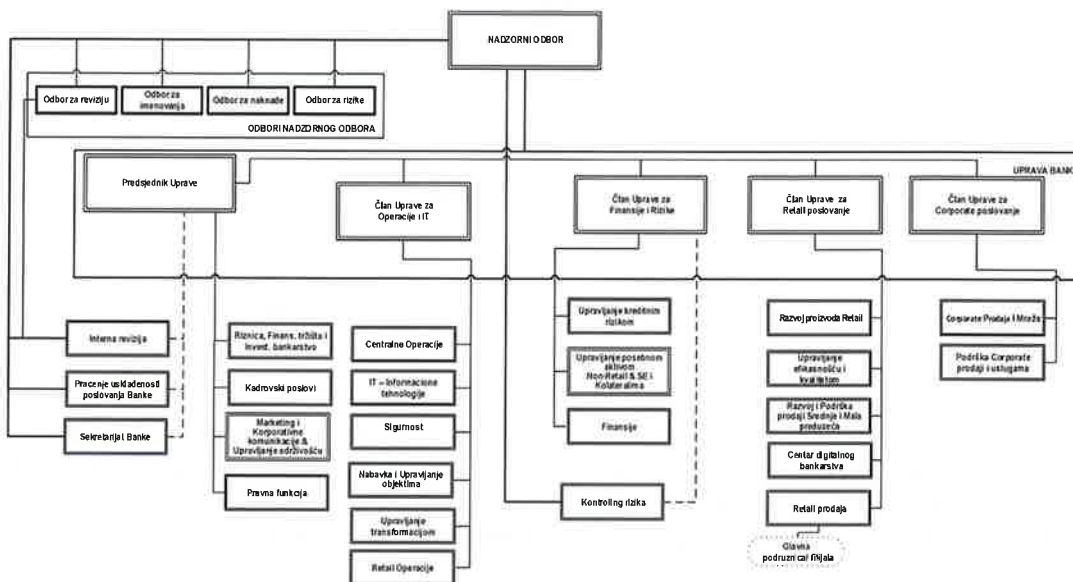 NADZORNI ODBOR
Odbor za reviziju
Odbor za
imenovanja
Odbor za naknade
Odbor za rizike
ODBORI NADZORNOG ODBORA
UPRAVA BANK
Predsjednik Uprave
Član Uprave za
Operacije i IT
Član Uprave za
Finansije i Rizike
Član Uprave za
Retail poslovanje
Član Uprave za
Corporate poslovanje
Interna revizija
Pracenje usklađenosti
poslovanja Banke
Sekretarijat Banke
Riznica, Finans. tržišta i
Invest. bankarstvo
Kadrovski poslovi
Marketing i
Korporativne
komunikacije &
Upravljanje održivošću
Pravna funkcija
Centralne Operacije
IT – Informacione
tehnologije
Sigurnost
Nabavka i Upravljanje
objektima
Upravljanje
transformacijom
Retail Operacije
Upravljanje kreditnim
rizikom
Upravljanje posebnom
aktivom
Non-Retail & SE i
Kolateralima
Finansije
Kontroling rizika
Razvoj proizvoda Retail
Upravljanje
efikasnošću i
kvalitetom
Razvoj i Podrška
prodaji Srednje i Mala
preduzeća
Centar digitalnog
bankarstva
Retail prodaja
Glavna
podruznica/ filijala
Corporate Prodaja i Mreža
Podrška Corporate
prodaji i uslugama